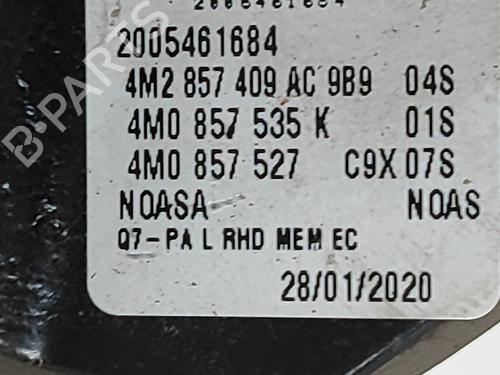 2005461684
2005461684
4M2 857 409 AC 9B9 04S
4M0 857 535 K 01S
4M0 857 527 C9X 07S
NOASA NOAS
Q7-PA L RHD MEM EC
28/01/2020